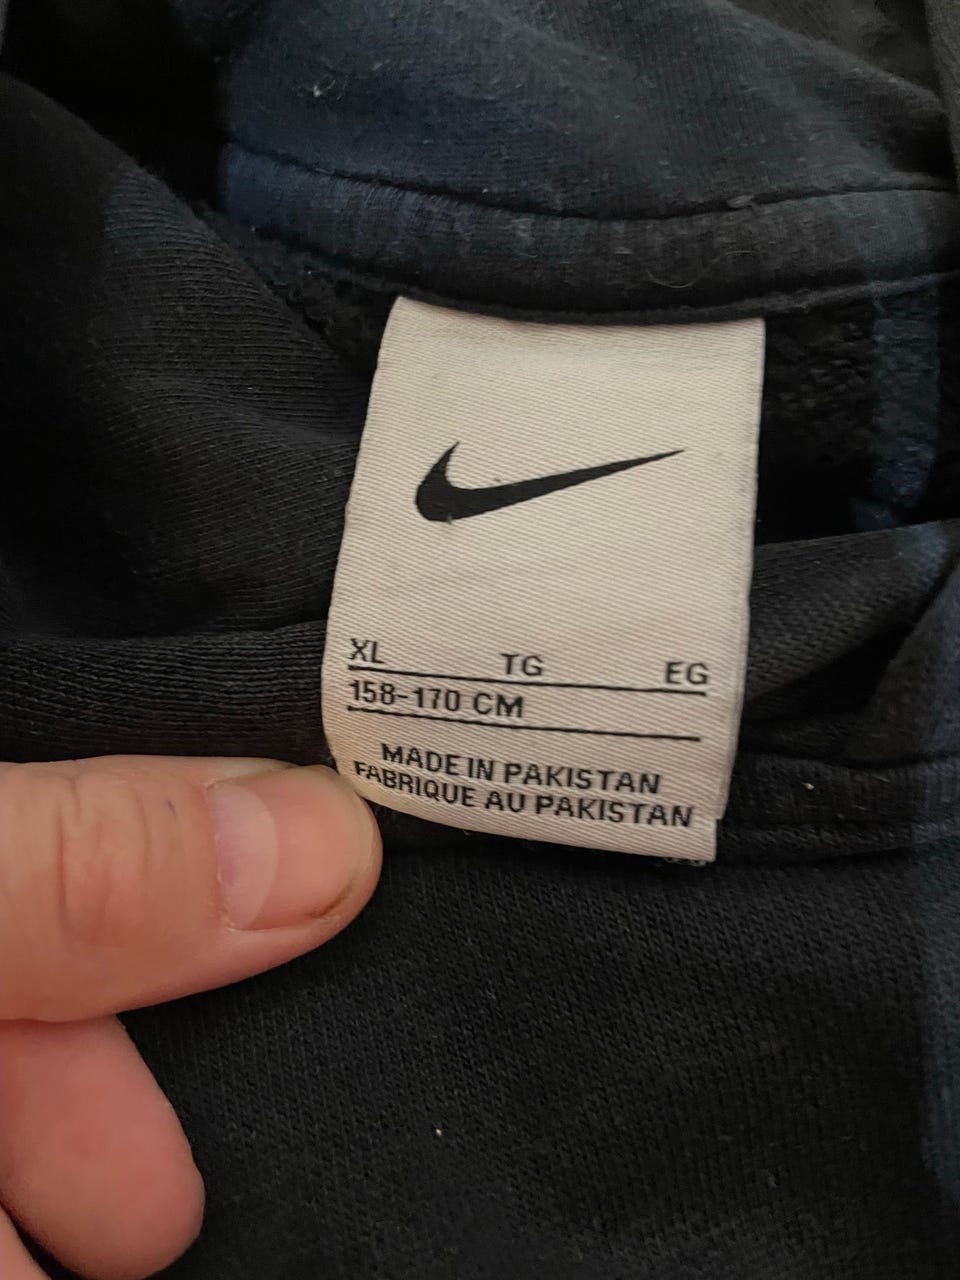 XL TG EG
158-170 CM
MADE IN PAKISTAN
FABRIQUE AU PAKISTAN